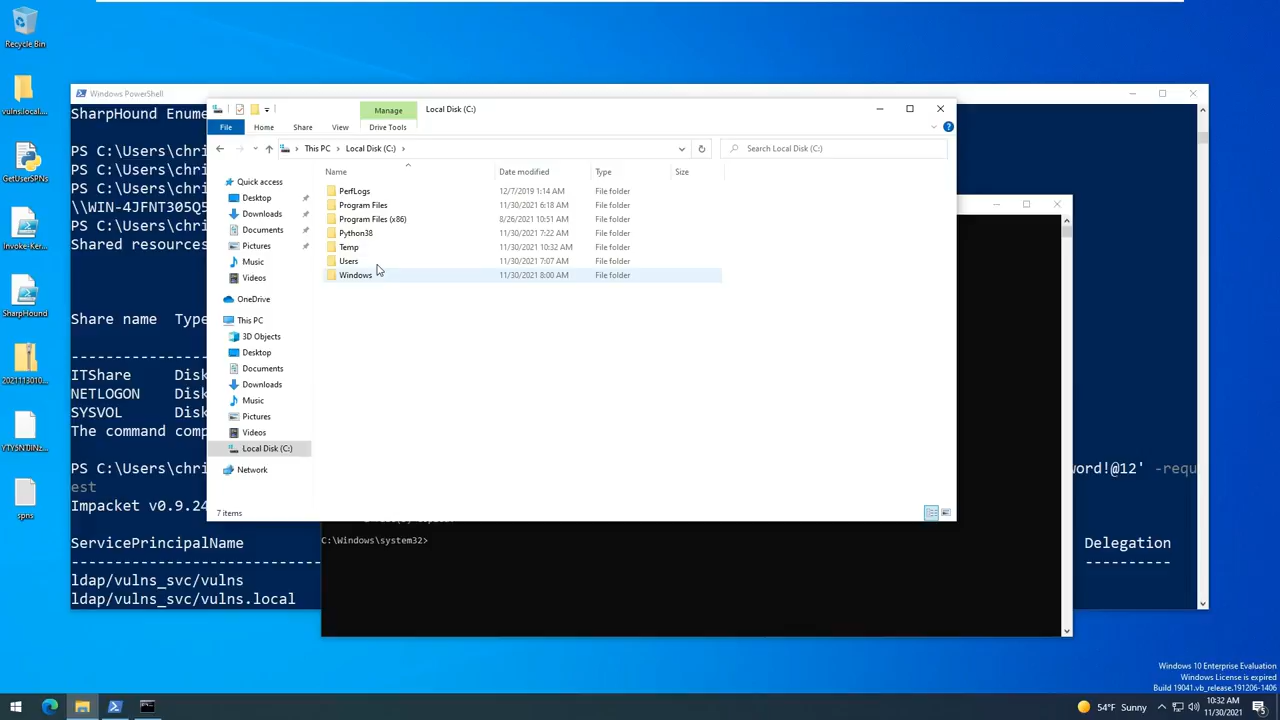 Recycle Bin
vulns.local...
GetUserSPNs
Invoke-Ker...
SharpHound
2021113010...
spns
Windows PowerShell
SharpHound Enume
PS C:\Users\chri
PS C:\Users\chri
PS C:\Users\chri
\\WIN-4JFNT305Q5
PS C:\Users\chri
Shared resources
Share name Type
ITShare Disk
NETLOGON Disk
SYSVOL Disk
The command comp
PS C:\Users\chri
word!@12' -requ
est
Impacket v0.9.24
ServicePrincipalName
Delegation
ldap/vulns_svc/vulns
ldap/vulns_svc/vulns.local
Manage
Local Disk (C:)
File
Home
Share
View
Drive Tools
This PC
Local Disk (C:)
Search Local Disk (C:)
Name
Date modified
Type
Size
PerfLogs 12/7/2019 1:14 AM File folder
Program Files 11/30/2021 6:18 AM File folder
Program Files (x86) 8/26/2021 10:51 AM File folder
Python38 11/30/2021 7:22 AM File folder
Temp 11/30/2021 10:32 AM File folder
Users 11/30/2021 7:07 AM File folder
Windows 11/30/2021 8:00 AM File folder
Quick access
Desktop
Downloads
Documents
Pictures
Music
Videos
OneDrive
This PC
3D Objects
Desktop
Documents
Downloads
Music
Pictures
Videos
Local Disk (C:)
Network
7 items
C:\Windows\system32>
Windows 10 Enterprise Evaluation
Windows License is expired
Build 19041.vb_release.191206-1406
54°F Sunny
10:32 AM
11/30/2021
5